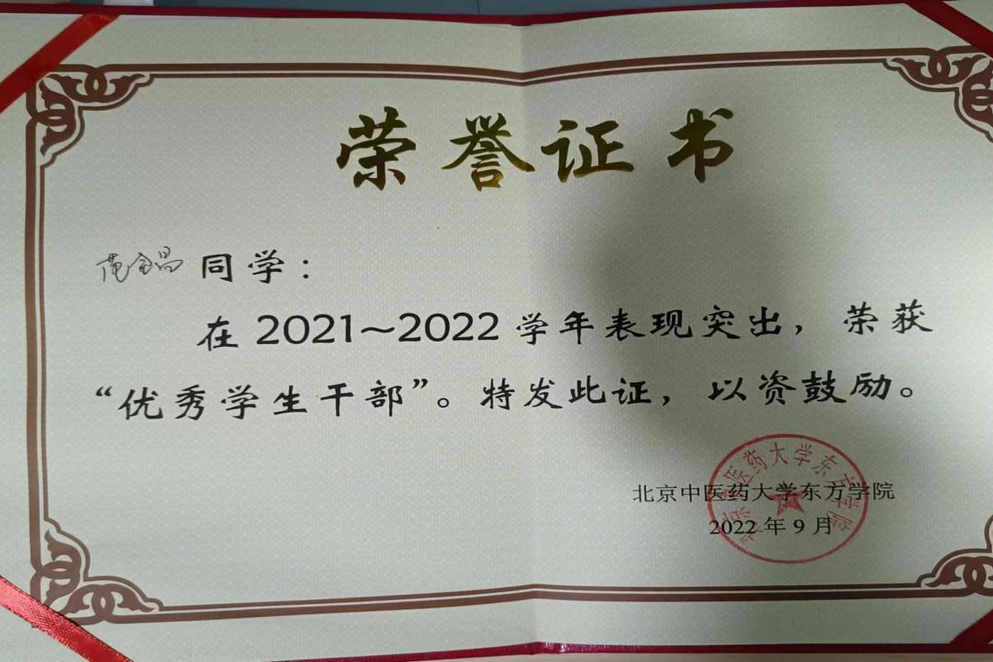 荣誉证书
同学：
在2021～2022学年表现突出，荣获
“优秀学生干部”。特发此证，以资鼓励。
北京中医药大学东方学院
2022年9月